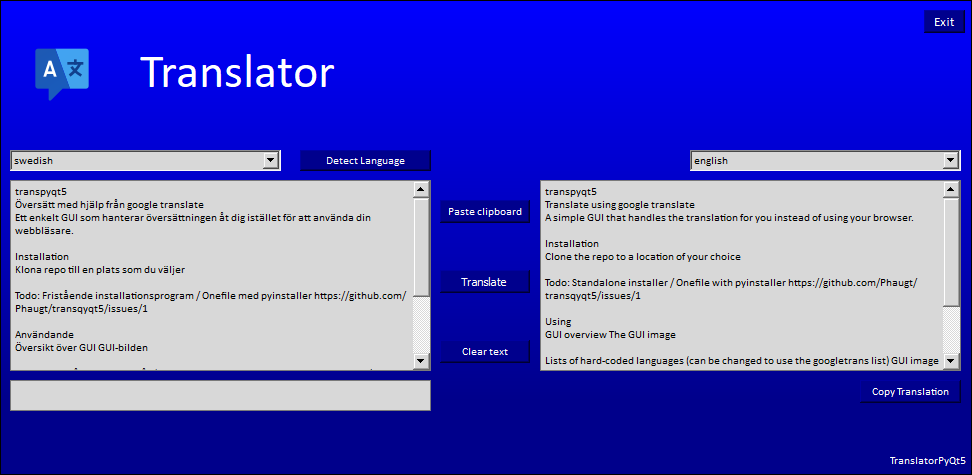 Exit
A 文
Translator
swedish
Detect Language
english
transpyqt5
Översätt med hjälp från google translate
Ett enkelt GUI som hanterar översättningen åt dig istället för att använda din
webbläsare.
Installation
Klona repo till en plats som du väljer
Todo: Fristående installationsprogram / Onefile med pyinstaller https://github.com/
Phaugt/transqyqt5/issues/1
Användande
Översikt över GUI GUI-bilden
Paste clipboard
Translate
Clear text
transpyqt5
Translate using google translate
A simple GUI that handles the translation for you instead of using your browser.
Installation
Clone the repo to a location of your choice
Todo: Standalone installer / Onefile with pyinstaller https://github.com/Phaugt/
transqyqt5/issues/1
Using
GUI overview The GUI image
Lists of hard-coded languages (can be changed to use the googletrans list) GUI image
Copy Translation
TranslatorPyQt5